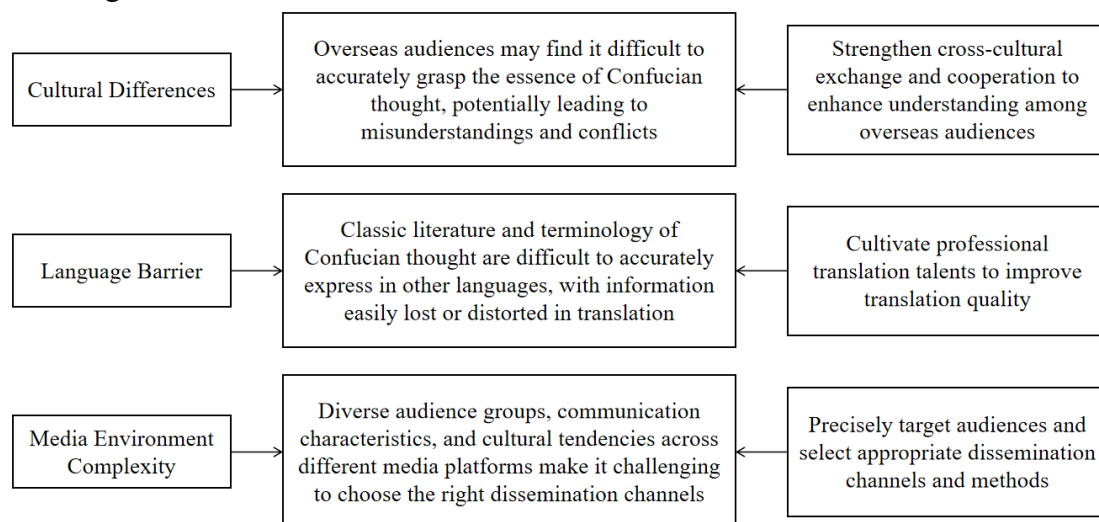 Cultural Differences
Overseas audiences may find it difficult to
accurately grasp the essence of Confucian
thought, potentially leading to
misunderstandings and conflicts
Strengthen cross-cultural
exchange and cooperation to
enhance understanding among
overseas audiences
Language Barrier
Classic literature and terminology of
Confucian thought are difficult to accurately
express in other languages, with information
easily lost or distorted in translation
Cultivate professional
translation talents to improve
translation quality
Media Environment
Complexity
Diverse audience groups, communication
characteristics, and cultural tendencies across
different media platforms make it challenging
to choose the right dissemination channels
Precisely target audiences and
select appropriate dissemination
channels and methods